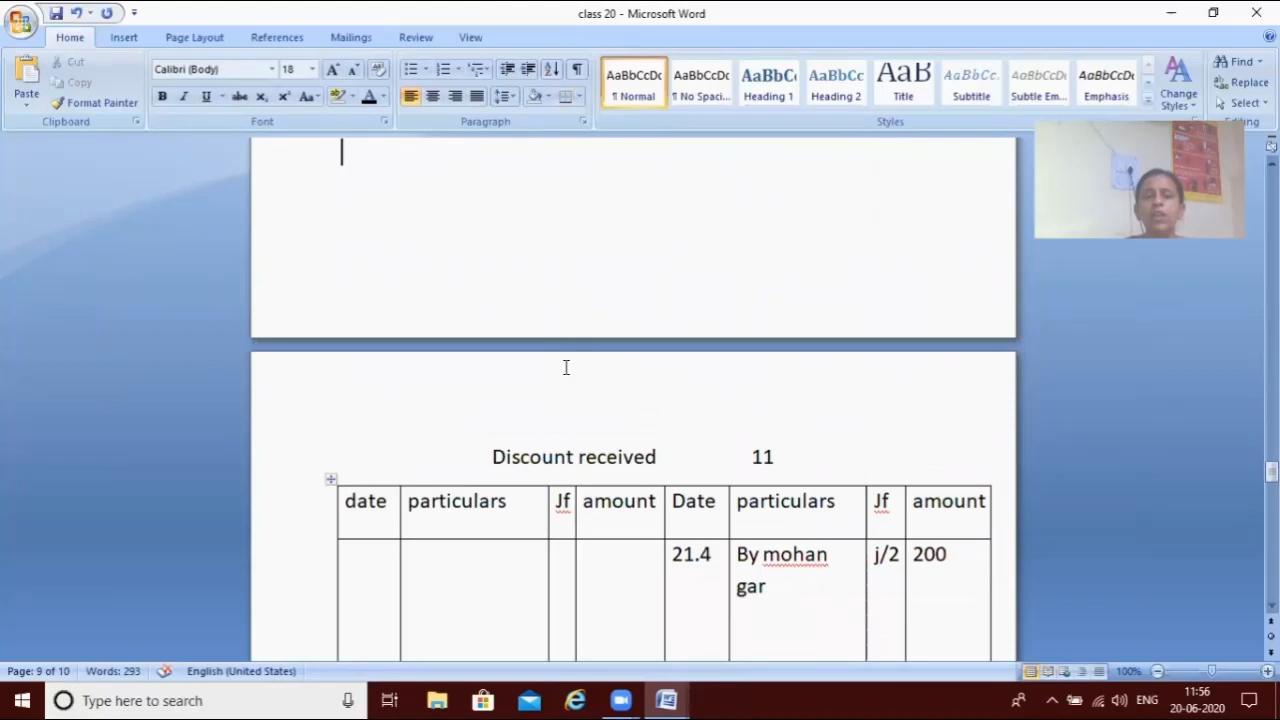 class 20 - Microsoft Word
Home Insert Page Layout References Mailings Review View
Paste
Cut
Copy
Format Painter
Clipboard
Calibri (Body) 18
Font
Paragraph
AaBbCcDc AaBbCcDc AaBbC AaBbCc AaB AaBbCc. AaBbCcDc AaBbCcDc
¶ Normal ¶ No Spaci... Heading 1 Heading 2 Title Subtitle Subtle Em... Emphasis
Styles
Change
Styles
Find
Replace
Select
Editing
Discount received 11
date particulars Jf amount Date particulars Jf amount
21.4 By mohan j/2 200
gar
Page: 9 of 10 Words: 293 English (United States) 100%
Type here to search
ENG
11:56
20-06-2020